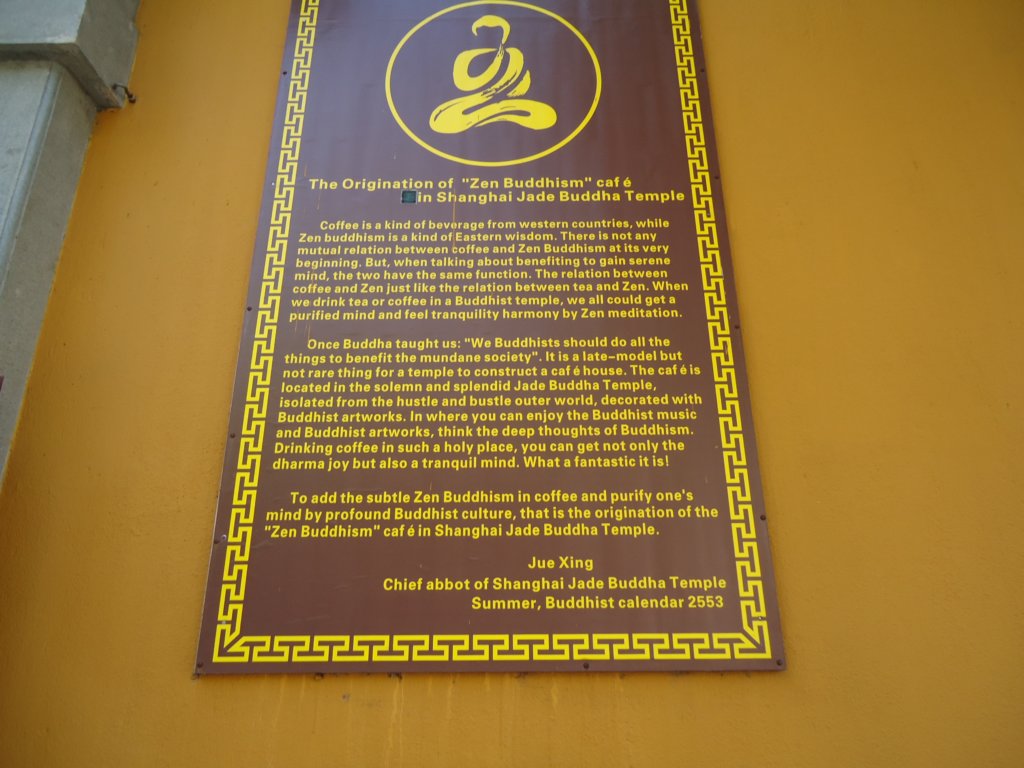 The Origination of "Zen Buddhism" café
in Shanghai Jade Buddha Temple
Coffee is a kind of beverage from western countries, while
Zen buddhism is a kind of Eastern wisdom. There is not any
mutual relation between coffee and Zen Buddhism at its very
beginning. But, when talking about benefiting to gain serene
mind, the two have the same function. The relation between
coffee and Zen just like the relation between tea and Zen. When
we drink tea or coffee in a Buddhist temple, we all could get a
purified mind and feel tranquility harmony by Zen meditation.
Once Buddha taught us: "We Buddhists should do all the
things to benefit the mundane society". It is a late-model but
not rare thing for a temple to construct a café house. The café is
located in the solemn and splendid Jade Buddha Temple,
isolated from the hustle and bustle outer world, decorated with
Buddhist artworks. In where you can enjoy the Buddhist music
and Buddhist artworks, think the deep thoughts of Buddhism.
Drinking coffee in such a holy place, you can get not only the
dharma joy but also a tranquil mind. What a fantastic it is!
To add the subtle Zen Buddhism in coffee and purify one's
mind by profound Buddhist culture, that is the origination of the
"Zen Buddhism" café in Shanghai Jade Buddha Temple.
Jue Xing
Chief abbot of Shanghai Jade Buddha Temple
Summer, Buddhist calendar 2553